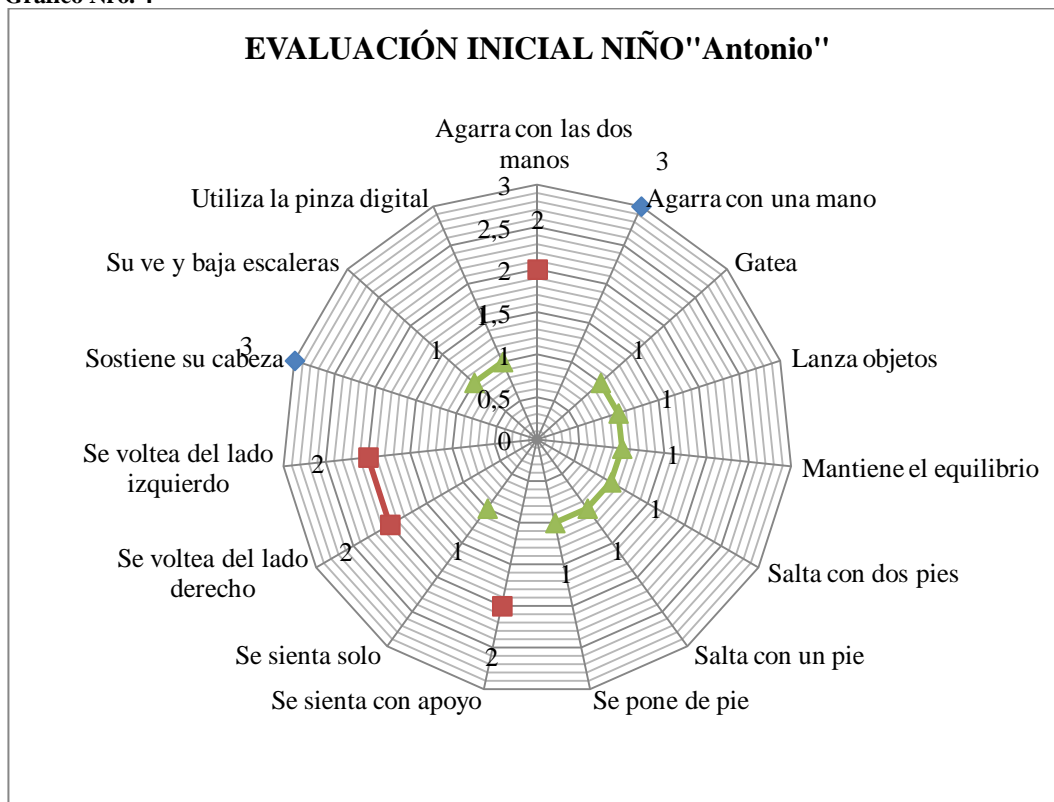 EVALUACIÓN INICIAL NIÑO"Antonio"
Agarra con las dos
manos
3
Utiliza la pinza digital
3
Agarra con una mano
2
2,5
Su ve y baja escaleras
Gatea
2
1,5
1
1
3
Sostiene su cabeza
1
Lanza objetos
0,5
1
0
1
Se voltea del lado
izquierdo
2
1
Mantiene el equilibrio
1
Se voltea del lado
derecho
2
1
1
1
Salta con dos pies
Se sienta solo
2
Salta con un pie
Se sienta con apoyo
Se pone de pie